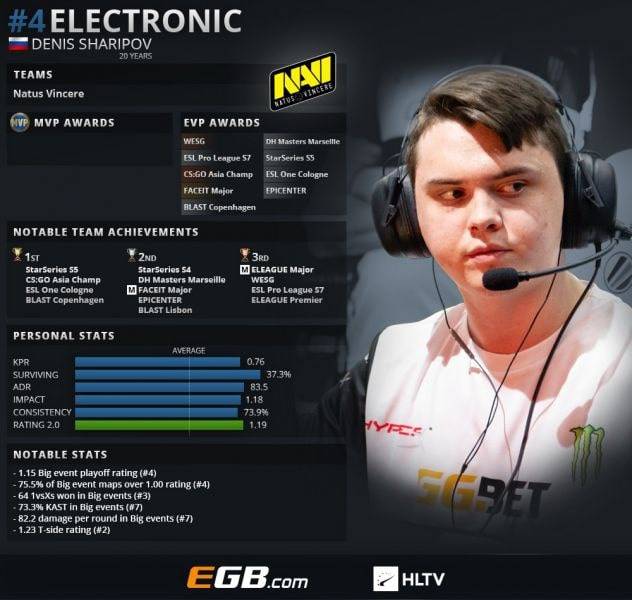 #4 ELECTRONIC
DENIS SHARIPOV
20 YEARS
TEAMS
Natus Vincere
NAVI
NATUS VINCERE
MVP MVP AWARDS
EVP AWARDS
WESG
DH Masters Marseille
ESL Pro League S7
StarSeries S5
CS:GO Asia Champ
ESL One Cologne
FACEIT Major
EPICENTER
BLAST Copenhagen
NOTABLE TEAM ACHIEVEMENTS
1ST
StarSeries S5
CS:GO Asia Champ
ESL One Cologne
BLAST Copenhagen
2ND
StarSeries S4
DH Masters Marseille
M FACEIT Major
EPICENTER
BLAST Lisbon
3RD
M ELEAGUE Major
WESG
ESL Pro League S7
ELEAGUE Premier
PERSONAL STATS
AVERAGE
KPR 0.76
SURVIVING 37.3%
ADR 83.5
IMPACT 1.18
CONSISTENCY 73.9%
RATING 2.0 1.19
NOTABLE STATS
- 1.15 Big event playoff rating (#4)
- 75.5% of Big event maps over 1.00 rating (#4)
- 64 1vsXs won in Big events (#3)
- 73.3% KAST in Big events (#7)
- 82.2 damage per round in Big events (#7)
- 1.23 T-side rating (#2)
HYPER
GG.BET
EGB.com
HLTV